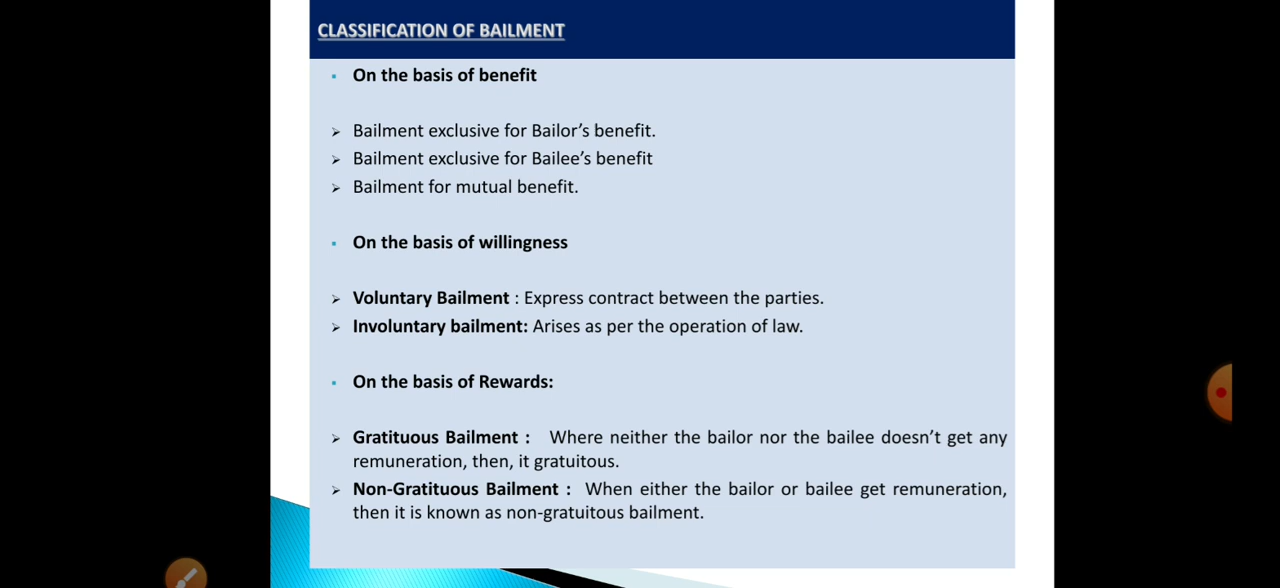 CLASSIFICATION OF BAILMENT
▪ On the basis of benefit
➢ Bailment exclusive for Bailor’s benefit.
➢ Bailment exclusive for Bailee’s benefit
➢ Bailment for mutual benefit.
▪ On the basis of willingness
➢ Voluntary Bailment : Express contract between the parties.
➢ Involuntary bailment: Arises as per the operation of law.
▪ On the basis of Rewards:
➢ Gratituous Bailment : Where neither the bailor nor the bailee doesn’t get any
remuneration, then, it gratuitous.
➢ Non-Gratituous Bailment : When either the bailor or bailee get remuneration,
then it is known as non-gratuitous bailment.